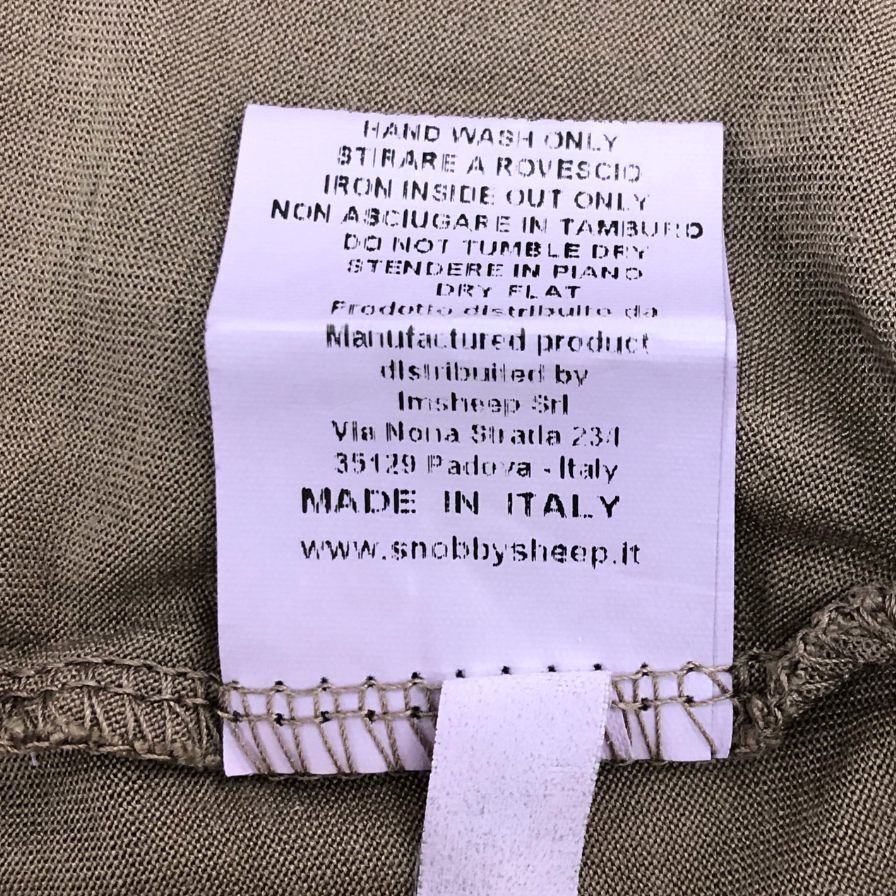 HAND WASH ONLY
STIRARE A ROVESCIO
IRON INSIDE OUT ONLY
NON ASCIUGARE IN TAMBURO
DO NOT TUMBLE DRY
STENDERE IN PIANO
DRY FLAT
Prodotto distribuito da
Manufactured product
distribuited by
Imsheep Srl
Via Nona Strada 23/I
35129 Padova - Italy
MADE IN ITALY
www.snobbysheep.it